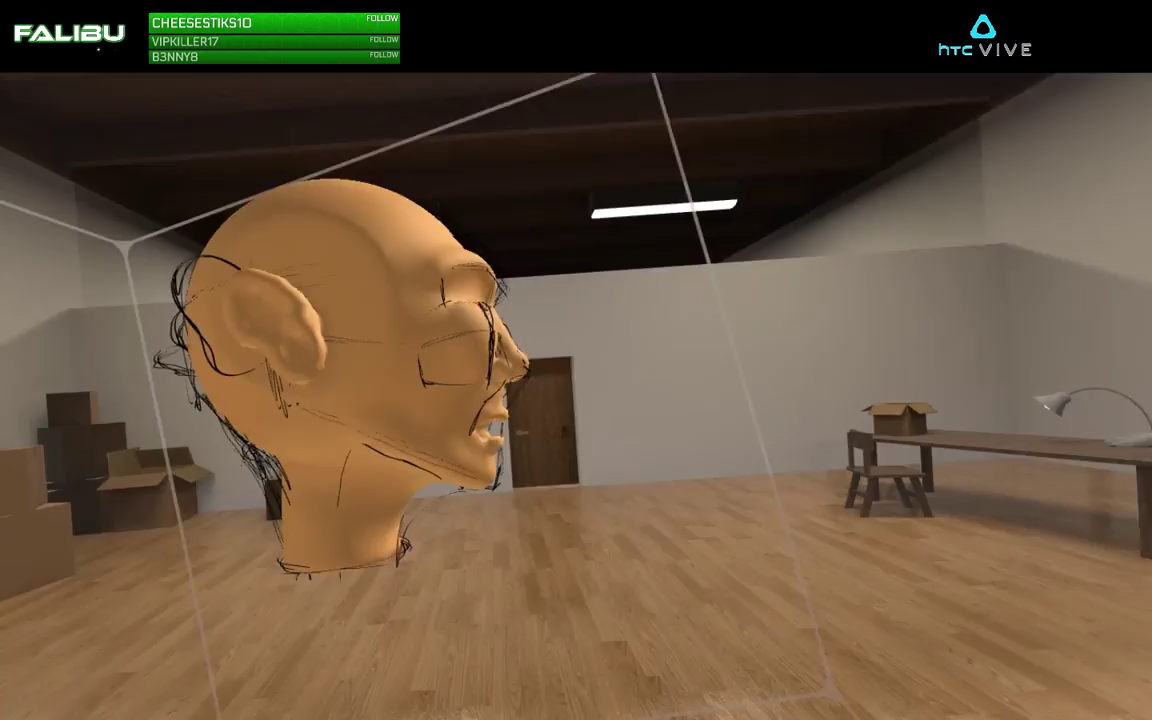 FALIBU
CHEESESTIKS10 FOLLOW
VIPKILLER17 FOLLOW
B3NNY8 FOLLOW
hTC VIVE